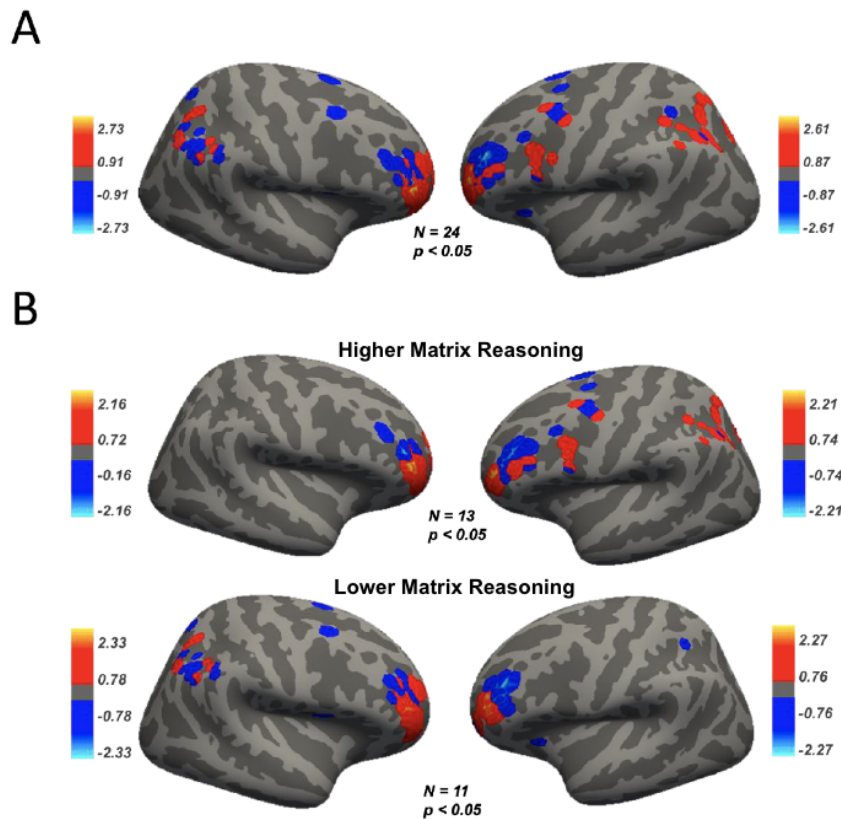 A
2.73
0.91
-0.91
-2.73
2.61
0.87
-0.87
-2.61
N = 24
p < 0.05
B
Higher Matrix Reasoning
2.16
0.72
-0.16
-2.16
2.21
0.74
-0.74
-2.21
N = 13
p < 0.05
Lower Matrix Reasoning
2.33
0.78
-0.78
-2.33
2.27
0.76
-0.76
-2.27
N = 11
p < 0.05